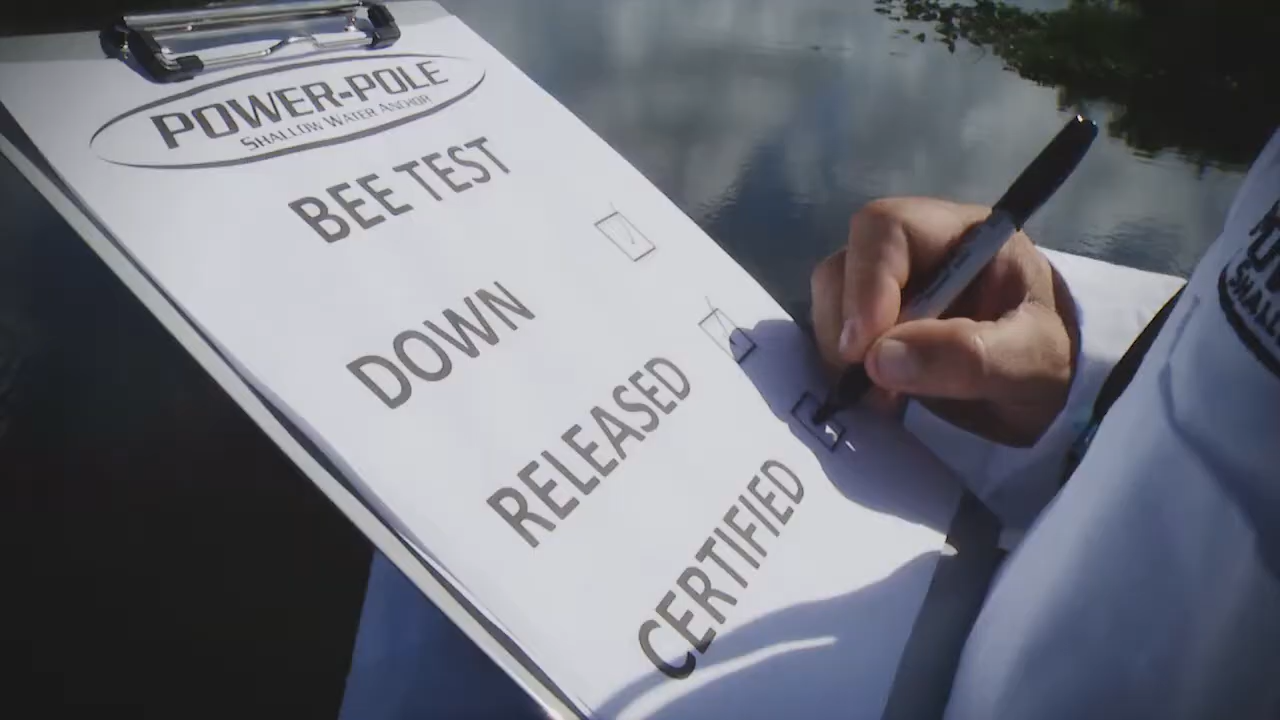 POWER-POLE
SHALLOW WATER ANCHOR
BEE TEST
DOWN
RELEASED
CERTIFIED